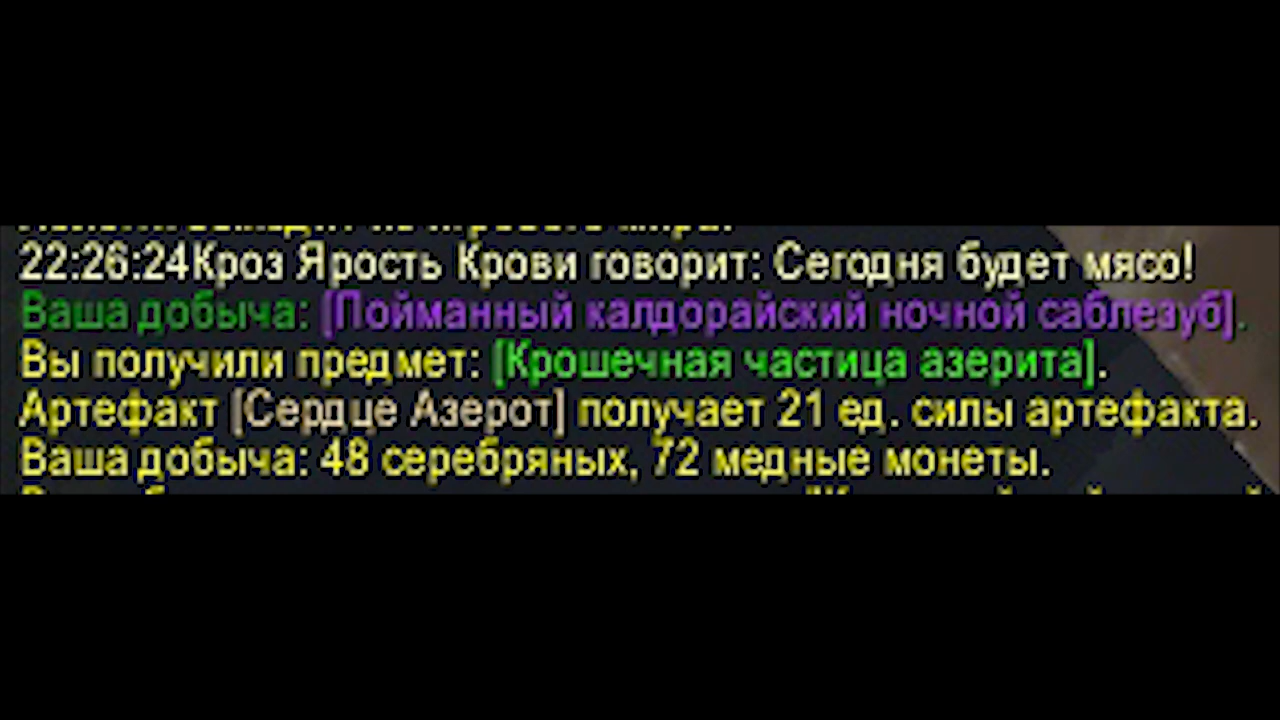 22:26:24Кроз Ярость Крови говорит: Сегодня будет мясо!
Ваша добыча: [Пойманный калдорайский ночной саблезуб].
Вы получили предмет: [Крошечная частица азерита].
Артефакт [Сердце Азерот] получает 21 ед. силы артефакта.
Ваша добыча: 48 серебряных, 72 медные монеты.